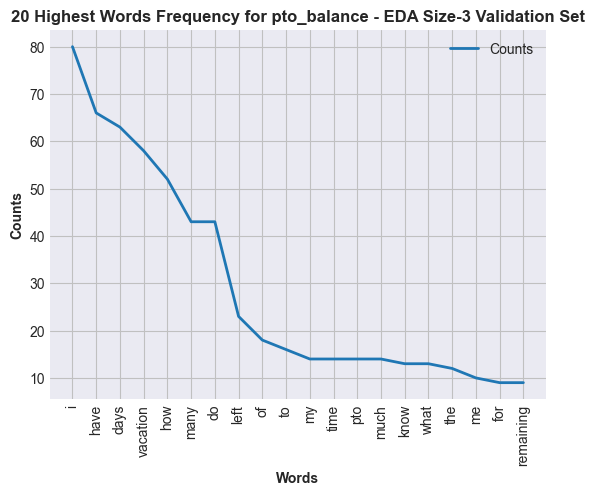 20 Highest Words Frequency for pto_balance - EDA Size-3 Validation Set
Counts
80
70
60
50
40
30
20
10
Counts
i
have
days
vacation
how
many
do
left
of
to
my
time
pto
much
know
what
the
me
for
remaining
Words